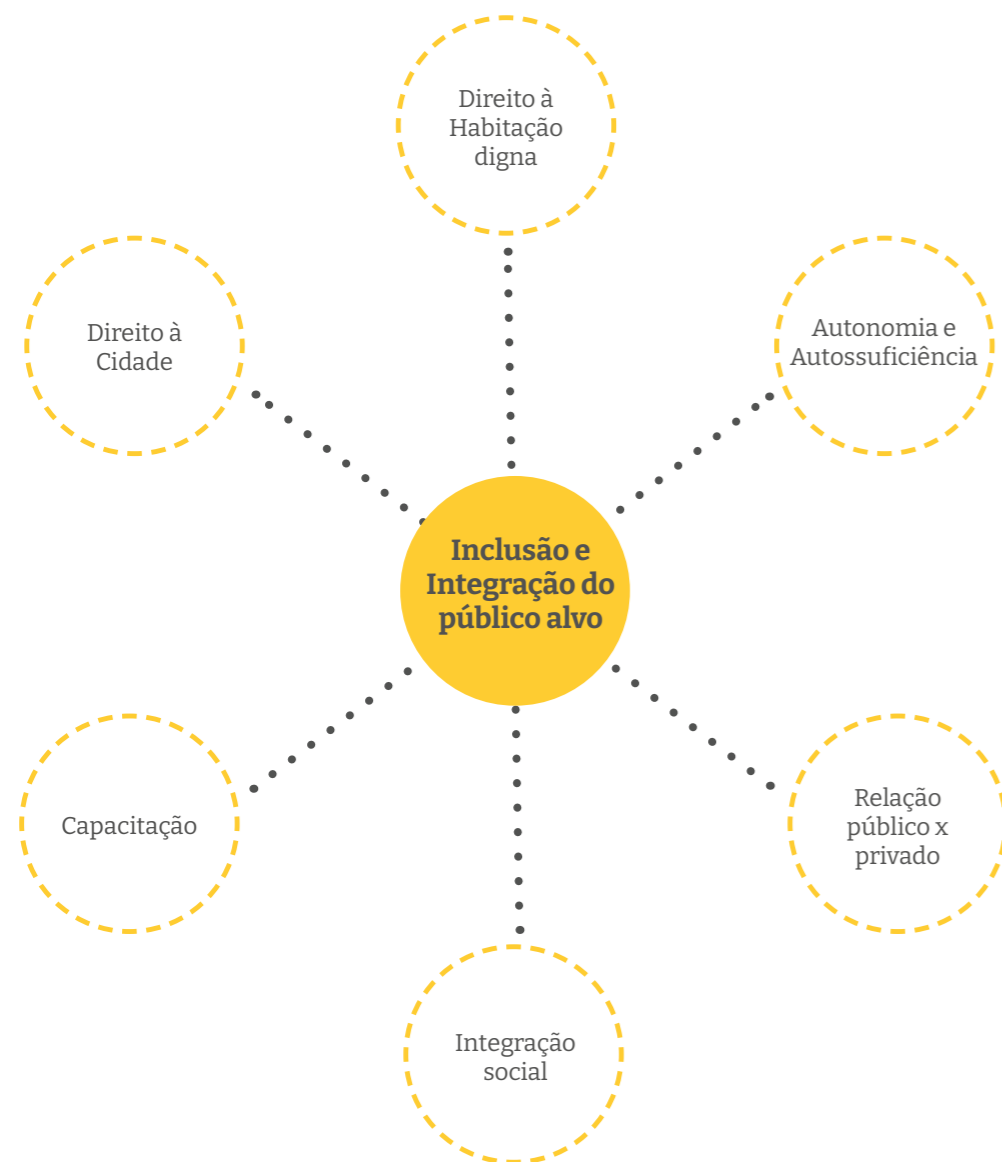 Direito à
Habitação
digna
Direito à
Cidade
Autonomia e
Autossuficiência
Inclusão e
Integração do
público alvo
Capacitação
Relação
público x
privado
Integração
social